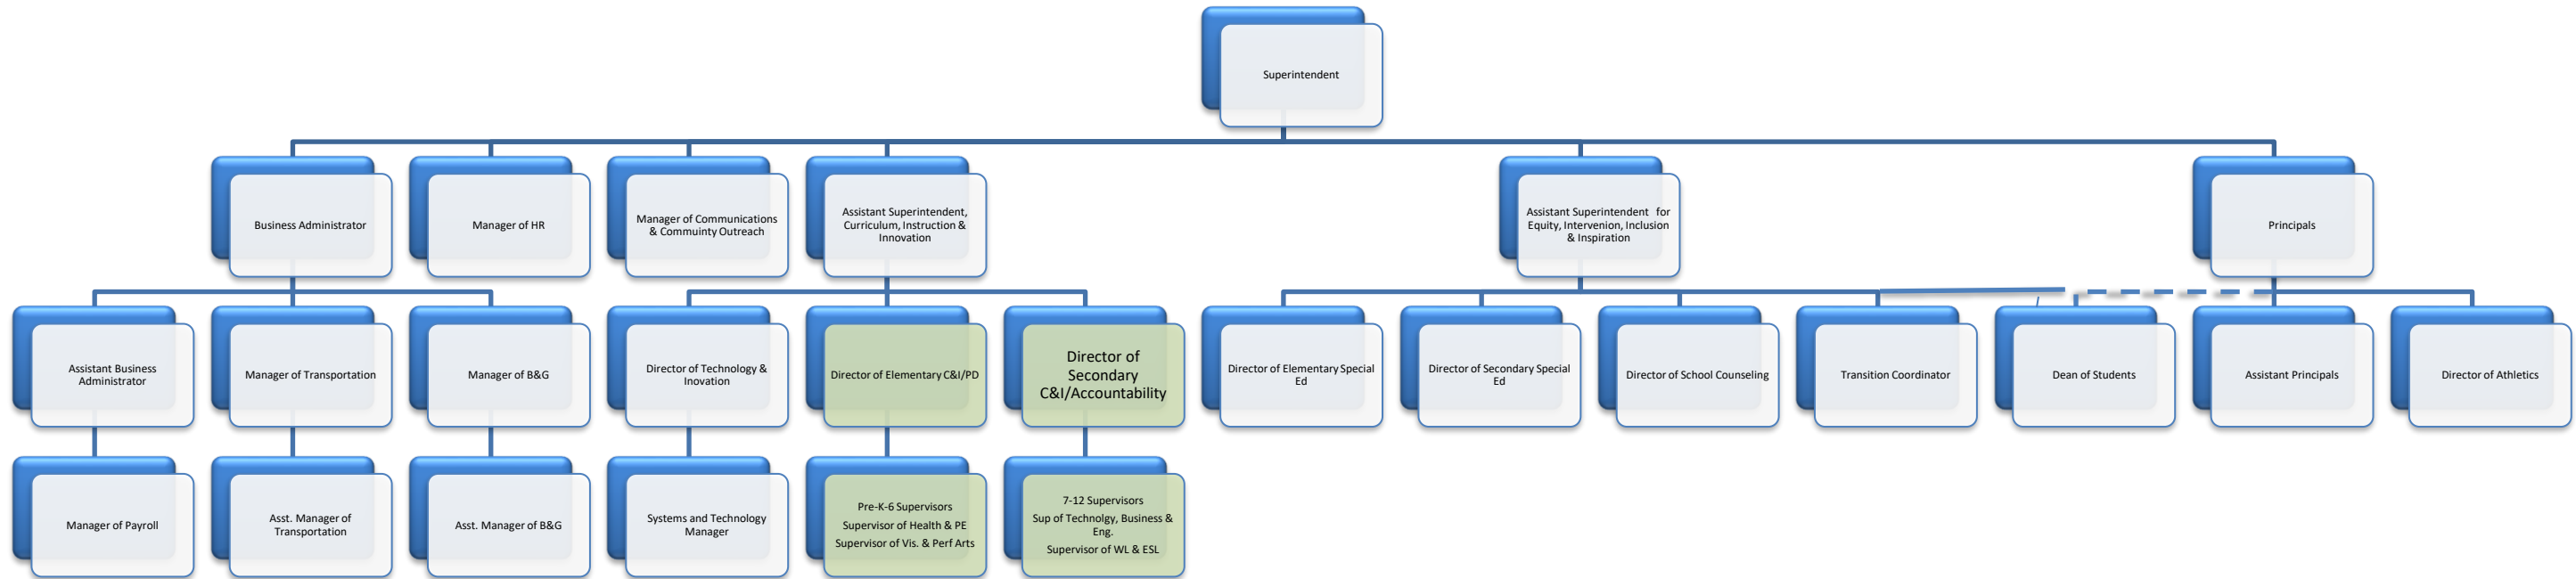 Superintendent
Business Administrator
Manager of HR
Manager of Communications
& Commuinty Outreach
Assistant Superintendent,
Curriculum, Instruction &
Innovation
Assistant Superintendent for
Equity, Intervenion, Inclusion
& Inspiration
Principals
Assistant Business
Administrator
Manager of Transportation
Manager of B&G
Director of Technology &
Inovation
Director of Elementary C&I/PD
Director of
Secondary
C&I/Accountability
Director of Elementary Special
Ed
Director of Secondary Special
Ed
Director of School Counseling
Transition Coordinator
Dean of Students
Assistant Principals
Director of Athletics
Manager of Payroll
Asst. Manager of
Transportation
Asst. Manager of B&G
Systems and Technology
Manager
Pre-K-6 Supervisors
Supervisor of Health & PE
Supervisor of Vis. & Perf Arts
7-12 Supervisors
Sup of Technolgy, Business &
Eng.
Supervisor of WL & ESL